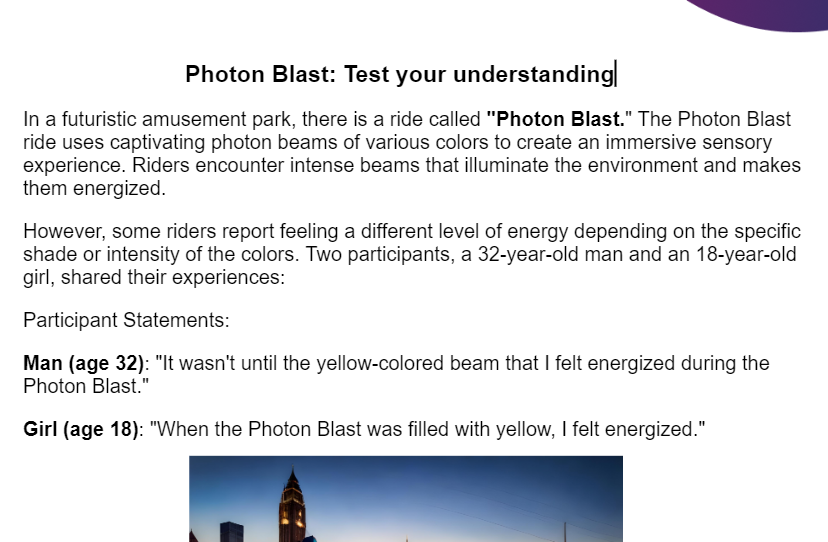 Photon Blast: Test your understanding
In a futuristic amusement park, there is a ride called "Photon Blast." The Photon Blast
ride uses captivating photon beams of various colors to create an immersive sensory
experience. Riders encounter intense beams that illuminate the environment and makes
them energized.
However, some riders report feeling a different level of energy depending on the specific
shade or intensity of the colors. Two participants, a 32-year-old man and an 18-year-old
girl, shared their experiences:
Participant Statements:
Man (age 32): "It wasn't until the yellow-colored beam that I felt energized during the
Photon Blast."
Girl (age 18): "When the Photon Blast was filled with yellow, I felt energized."